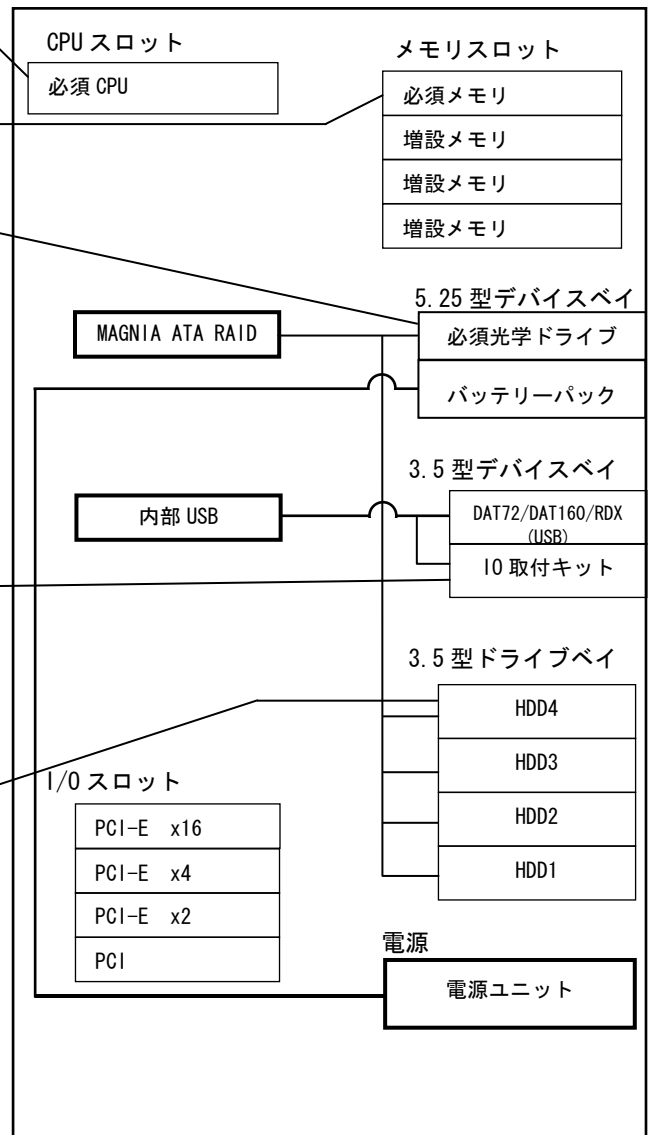 CPU スロット
必須 CPU
メモリスロット
必須メモリ
増設メモリ
増設メモリ
増設メモリ
5.25 型デバイスベイ
MAGNIA ATA RAID
必須光学ドライブ
バッテリーパック
3.5 型デバイスベイ
内部 USB
DAT72/DAT160/RDX
(USB)
IO 取付キット
3.5 型ドライブベイ
HDD4
HDD3
HDD2
HDD1
I/O スロット
PCI-E x16
PCI-E x4
PCI-E x2
PCI
電源
電源ユニット